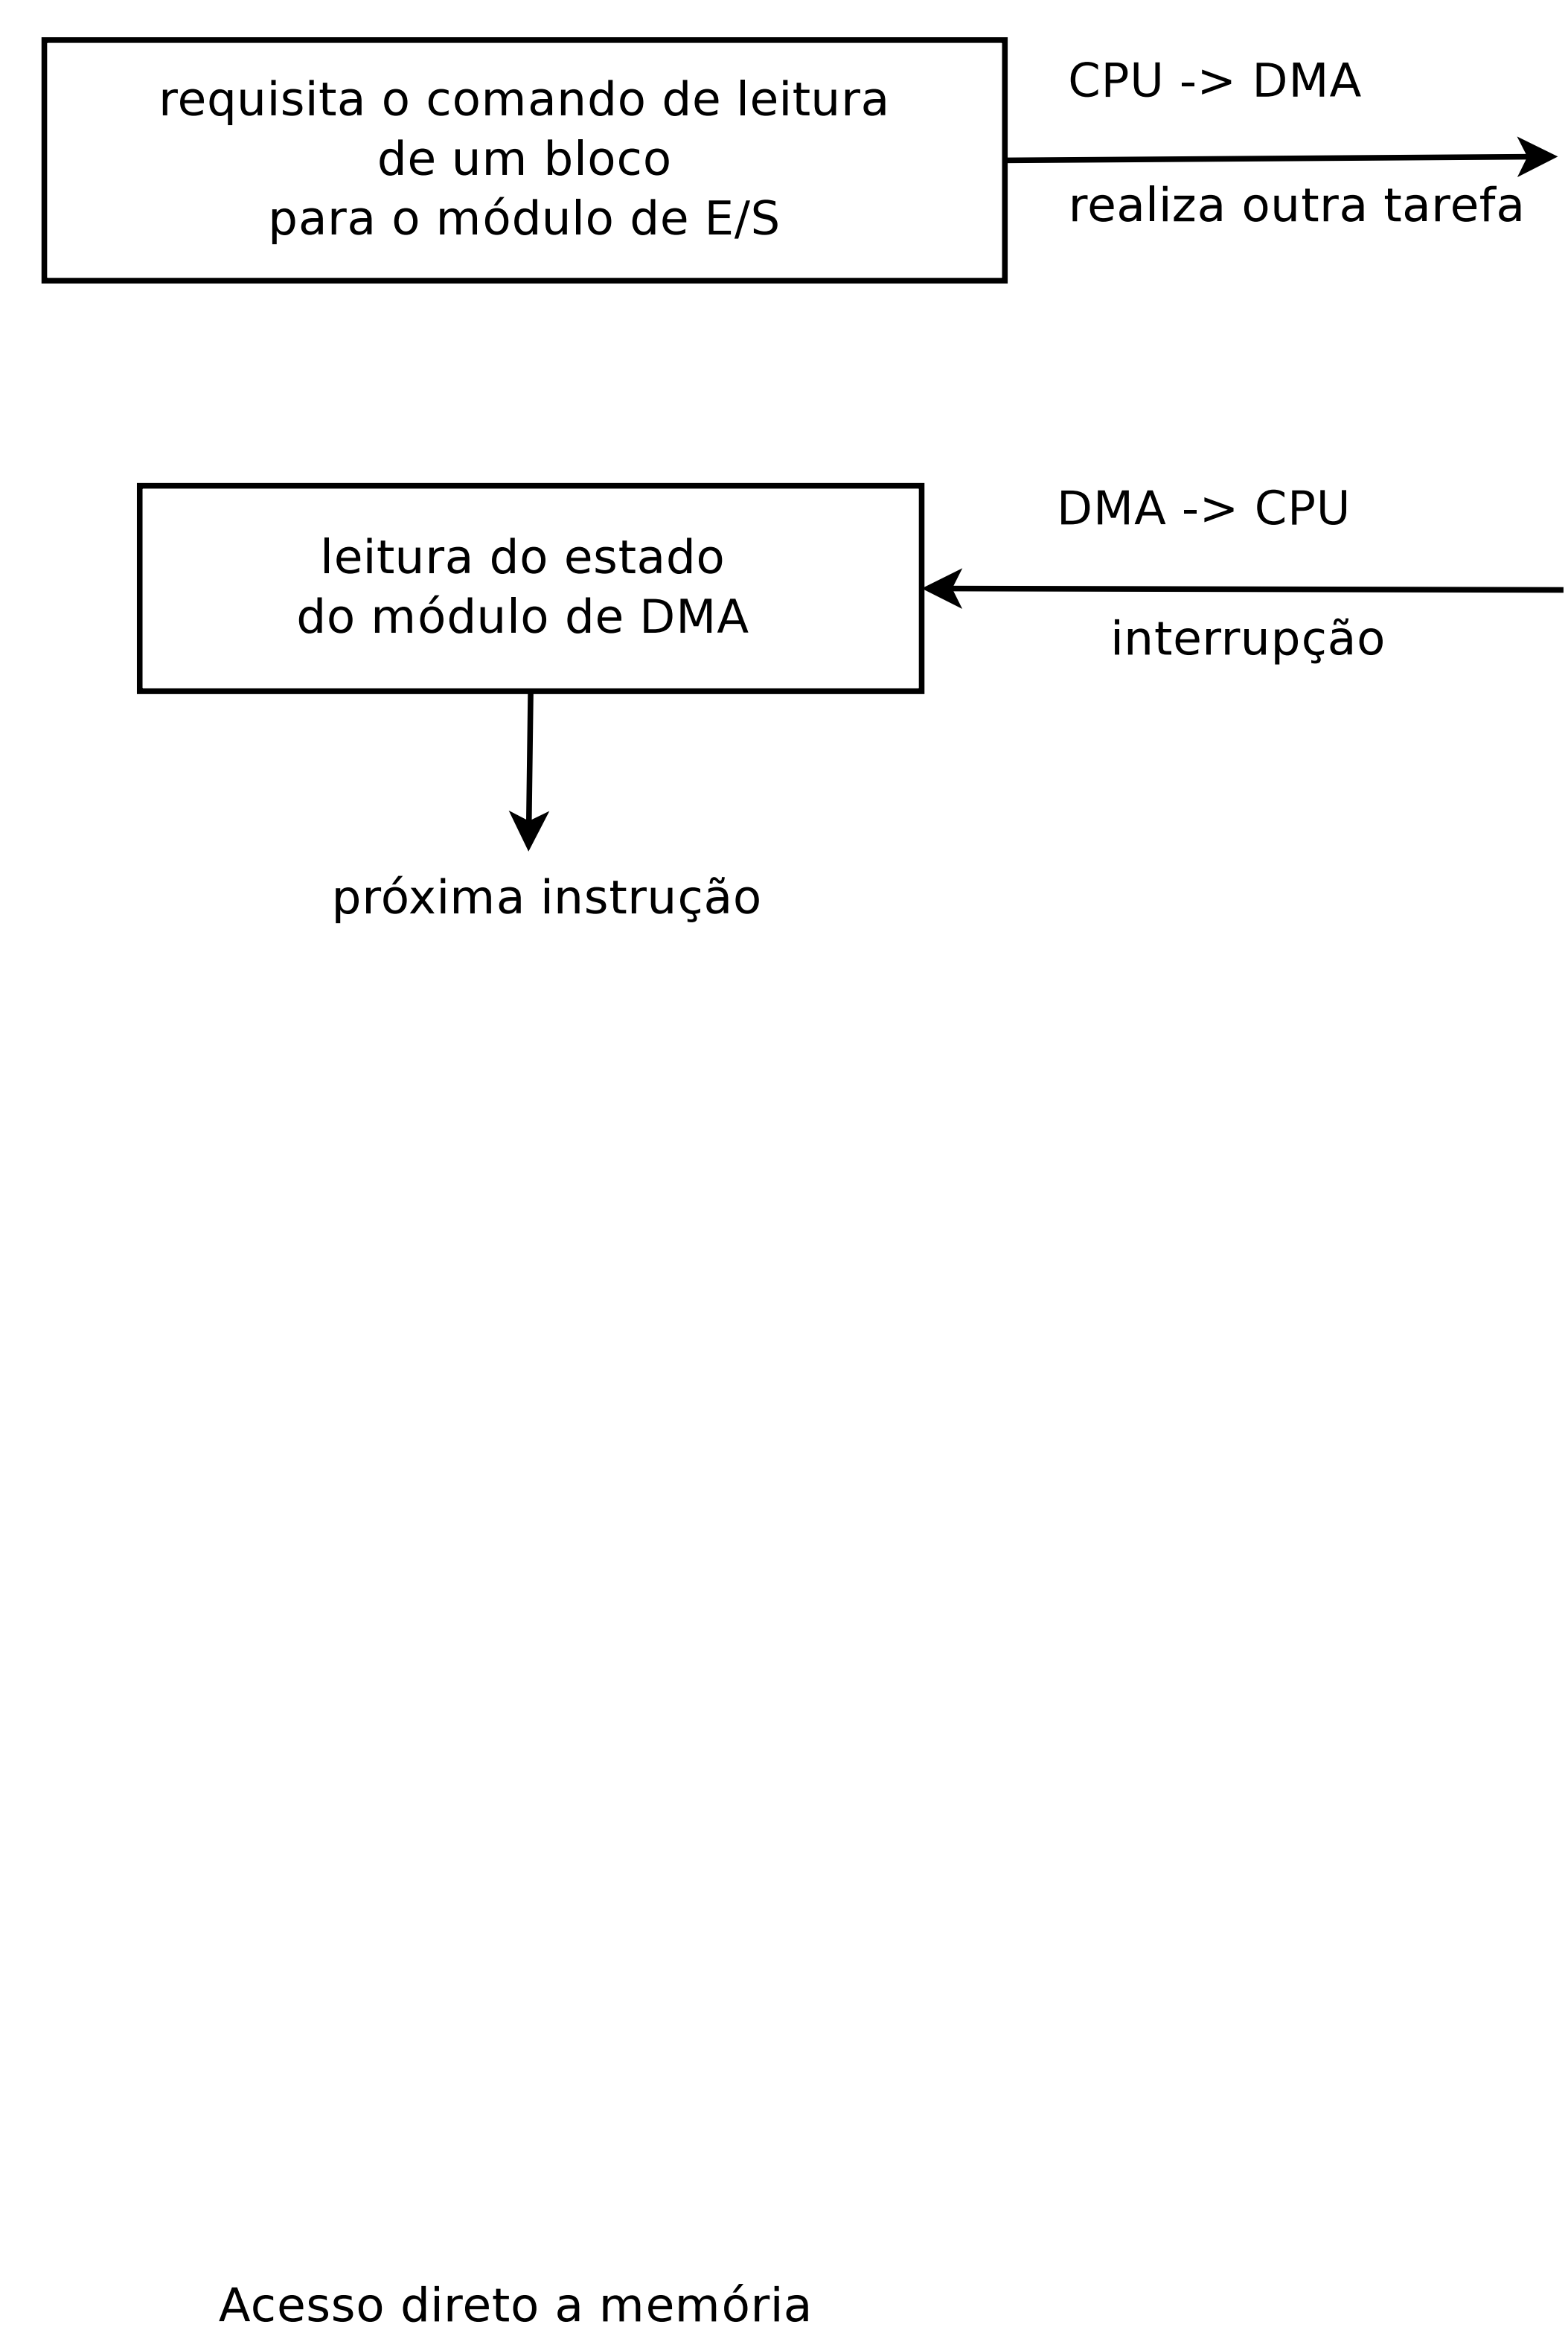 requisita o comando de leitura
de um bloco
para o módulo de E/S
CPU -> DMA
realiza outra tarefa
leitura do estado
do módulo de DMA
DMA -> CPU
interrupção
próxima instrução
Acesso direto a memória